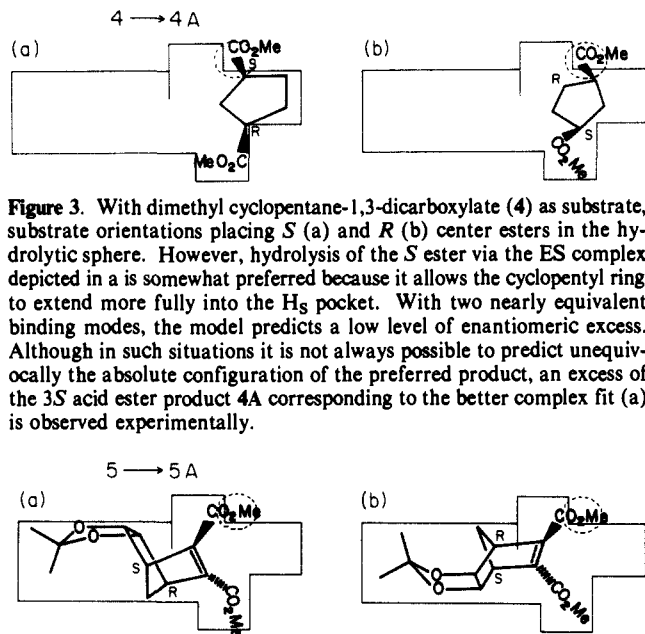 4 → 4A
(a)
CO₂Me
S
R
MeO₂C
(b)
CO₂Me
R
S
CO₂Me
Figure 3. With dimethyl cyclopentane-1,3-dicarboxylate (4) as substrate,
substrate orientations placing S (a) and R (b) center esters in the hy-
drolytic sphere. However, hydrolysis of the S ester via the ES complex
depicted in a is somewhat preferred because it allows the cyclopentyl ring
to extend more fully into the H_S pocket. With two nearly equivalent
binding modes, the model predicts a low level of enantiomeric excess.
Although in such situations it is not always possible to predict unequiv-
ocally the absolute configuration of the preferred product, an excess of
the 3S acid ester product 4A corresponding to the better complex fit (a)
is observed experimentally.
5 → 5A
(a)
CO₂Me
O
O
S
R
CO₂Me
(b)
CO₂Me
R
S
O
O
CO₂Me